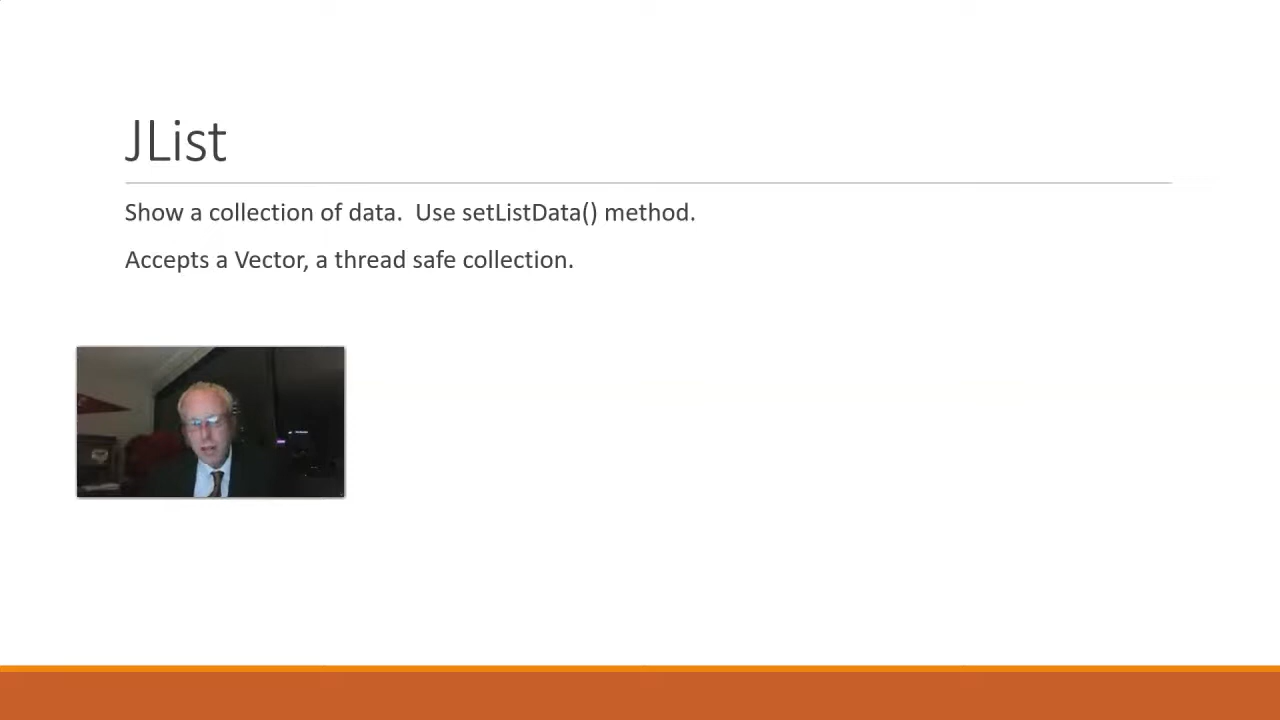 JList
Show a collection of data.  Use setListData() method.
Accepts a Vector, a thread safe collection.